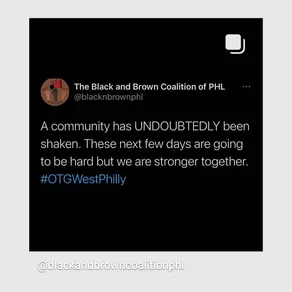 The Black and Brown Coalition of PHL
@blacknbrownphl
A community has UNDOUBTEDLY been
shaken. These next few days are going
to be hard but we are stronger together.
#OTGWestPhilly
@blackandbrowncoalitionphl